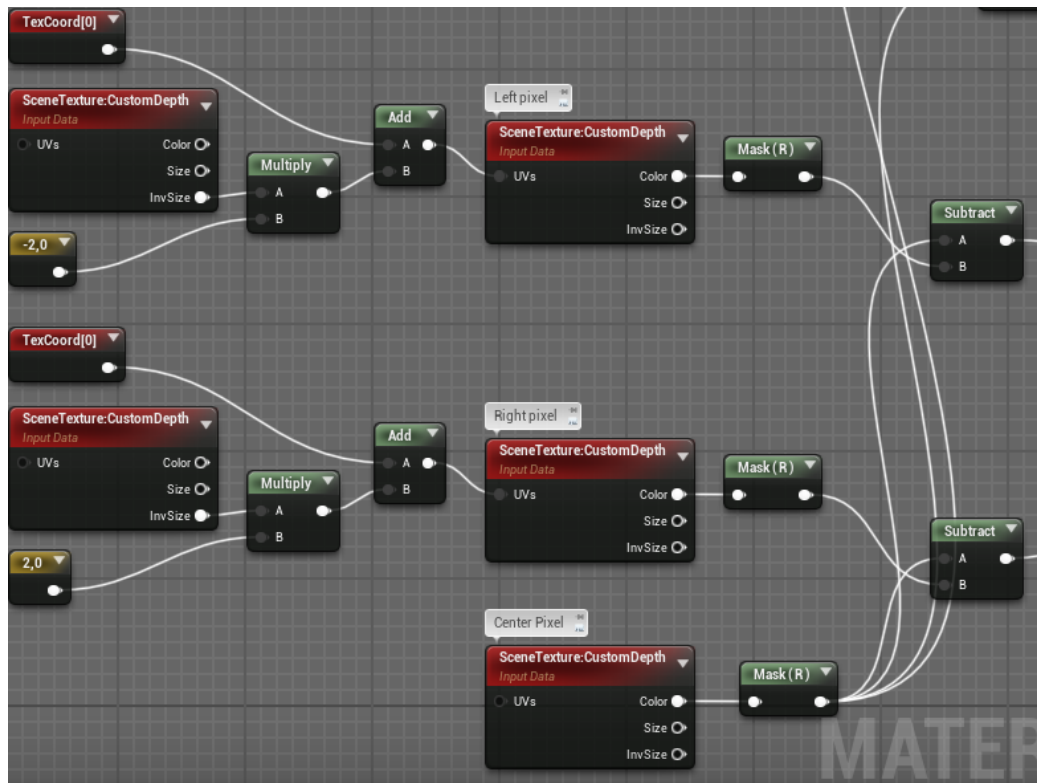 TexCoord[0]
SceneTexture:CustomDepth
Input Data
UVs
Color
Size
InvSize
-2,0
Multiply
A
B
Add
A
B
Left pixel
SceneTexture:CustomDepth
Input Data
UVs
Color
Size
InvSize
Mask ( R )
Subtract
A
B
TexCoord[0]
SceneTexture:CustomDepth
Input Data
UVs
Color
Size
InvSize
2,0
Multiply
A
B
Add
A
B
Right pixel
SceneTexture:CustomDepth
Input Data
UVs
Color
Size
InvSize
Mask ( R )
Subtract
A
B
Center Pixel
SceneTexture:CustomDepth
Input Data
UVs
Color
Size
InvSize
Mask ( R )
MATER